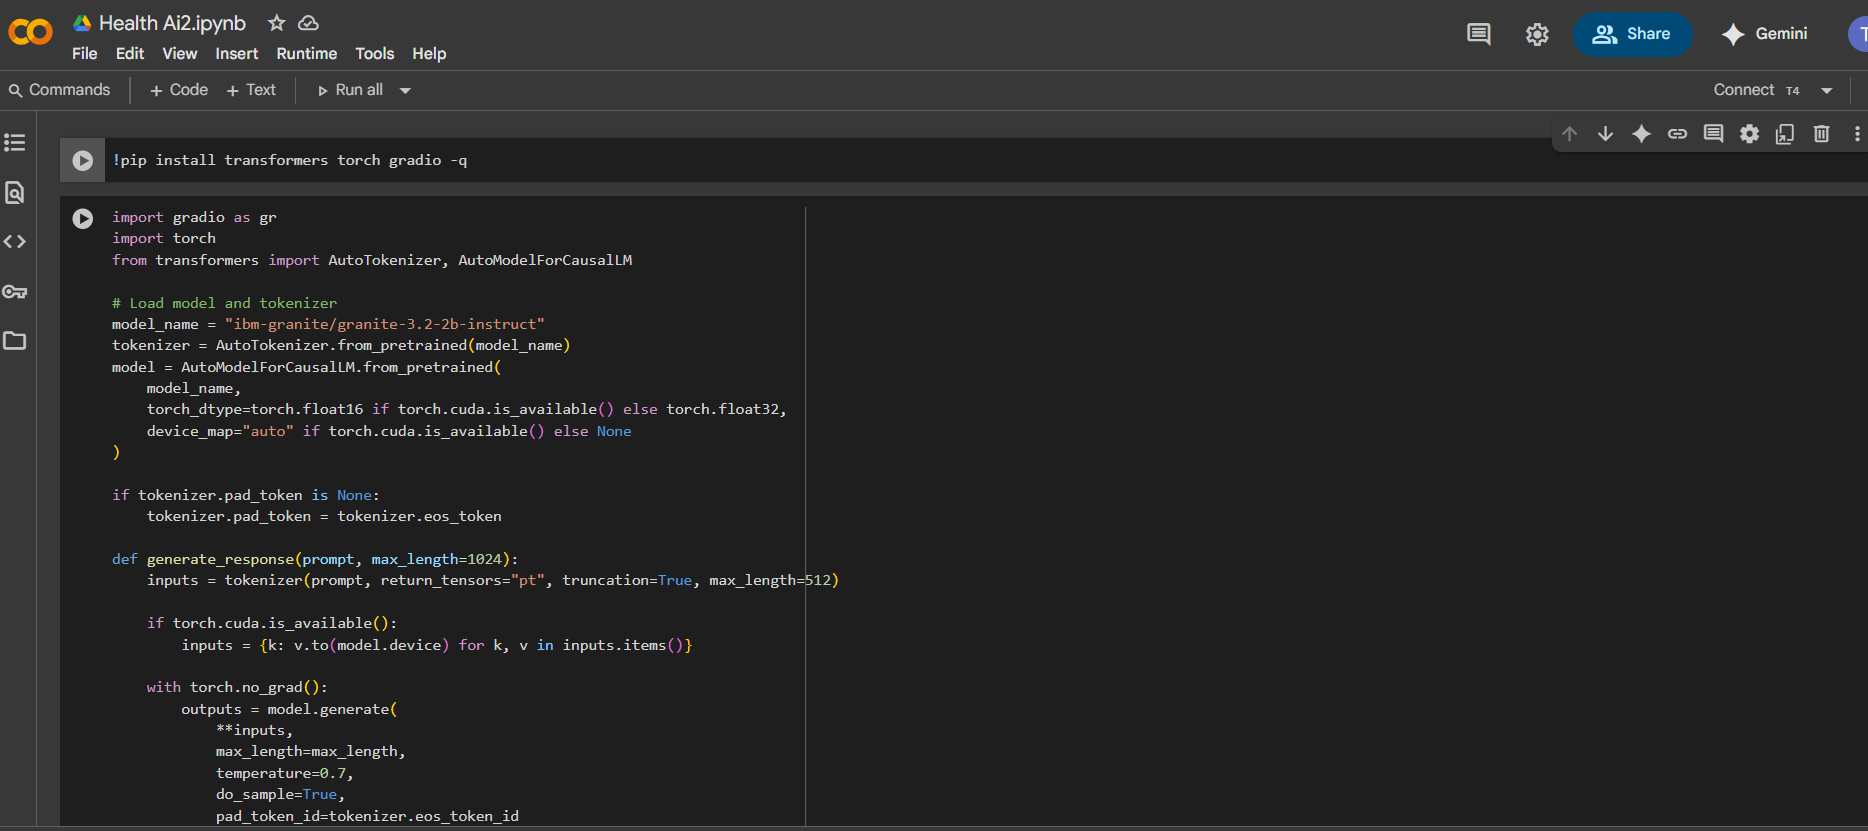 Health Ai2.ipynb
File Edit View Insert Runtime Tools Help
Share
Gemini
T
Commands + Code + Text Run all
Connect T4
!pip install transformers torch gradio -q
import gradio as gr
import torch
from transformers import AutoTokenizer, AutoModelForCausalLM
# Load model and tokenizer
model_name = "ibm-granite/granite-3.2-2b-instruct"
tokenizer = AutoTokenizer.from_pretrained(model_name)
model = AutoModelForCausalLM.from_pretrained(
    model_name,
    torch_dtype=torch.float16 if torch.cuda.is_available() else torch.float32,
    device_map="auto" if torch.cuda.is_available() else None
)
if tokenizer.pad_token is None:
    tokenizer.pad_token = tokenizer.eos_token
def generate_response(prompt, max_length=1024):
    inputs = tokenizer(prompt, return_tensors="pt", truncation=True, max_length=512)
    if torch.cuda.is_available():
        inputs = {k: v.to(model.device) for k, v in inputs.items()}
    with torch.no_grad():
        outputs = model.generate(
            **inputs,
            max_length=max_length,
            temperature=0.7,
            do_sample=True,
            pad_token_id=tokenizer.eos_token_id